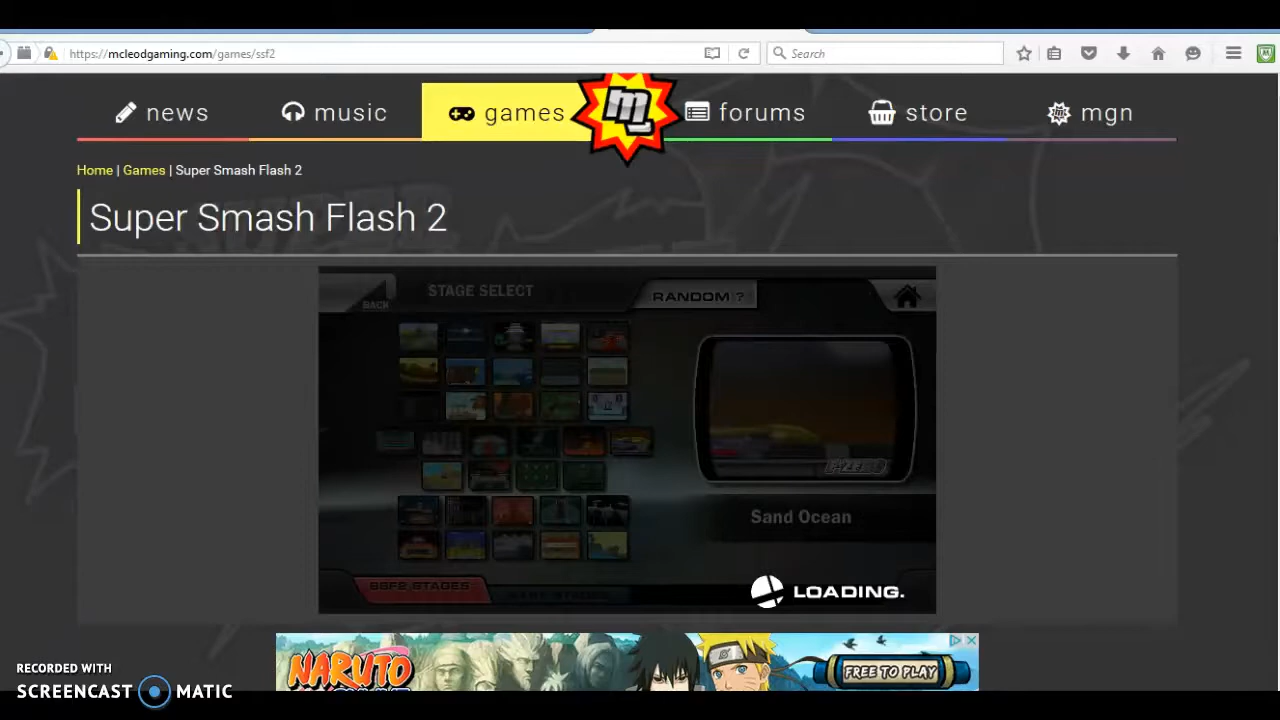 https://mcleodgaming.com/games/ssf2
Search
news
music
games
m
forums
store
mgn
Home | Games | Super Smash Flash 2
Super Smash Flash 2
BACK
STAGE SELECT
RANDOM ?
Sand Ocean
SSF2 STAGES
LOADING.
NARUTO
FREE TO PLAY
RECORDED WITH
SCREENCAST MATIC